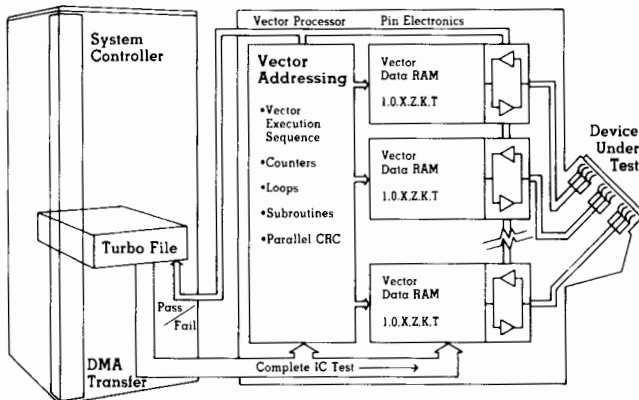 System
Controller
Turbo File
Pass/
Fail
DMA
Transfer
Vector Processor
Pin Electronics
Vector
Addressing
•Vector
Execution
Sequence
•Counters
•Loops
•Subroutines
•Parallel CRC
Vector
Data RAM
1.0.X.Z.K.T
Vector
Data RAM
1.0.X.Z.K.T
Vector
Data RAM
1.0.X.Z.K.T
Device
Under
Test
Complete IC Test